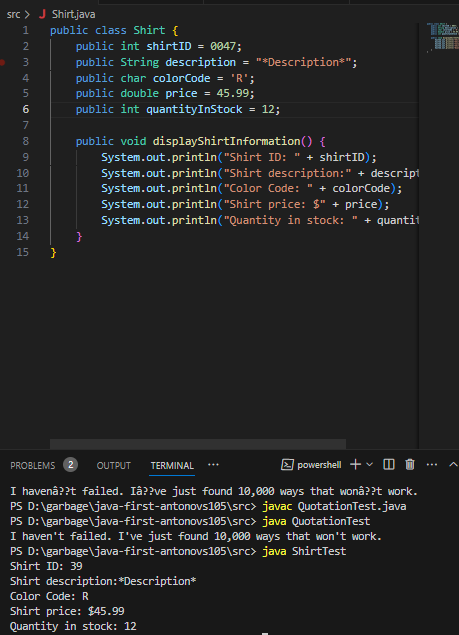 src > J Shirt.java
1 public class Shirt {
2 public int shirtID = 0047;
3 public String description = "*Description*";
4 public char colorCode = 'R';
5 public double price = 45.99;
6 public int quantityInStock = 12;
7
8 public void displayShirtInformation() {
9 System.out.println("Shirt ID: " + shirtID);
10 System.out.println("Shirt description:" + descript
11 System.out.println("Color Code: " + colorCode);
12 System.out.println("Shirt price: $" + price);
13 System.out.println("Quantity in stock: " + quantit
14 }
15 }
PROBLEMS 2 OUTPUT TERMINAL ··· powershell
I havenâ??t failed. Iâ??ve just found 10,000 ways that wonâ??t work.
PS D:\garbage\java-first-antonovs105\src> javac QuotationTest.java
PS D:\garbage\java-first-antonovs105\src> java QuotationTest
I haven't failed. I've just found 10,000 ways that won't work.
PS D:\garbage\java-first-antonovs105\src> java ShirtTest
Shirt ID: 39
Shirt description:*Description*
Color Code: R
Shirt price: $45.99
Quantity in stock: 12